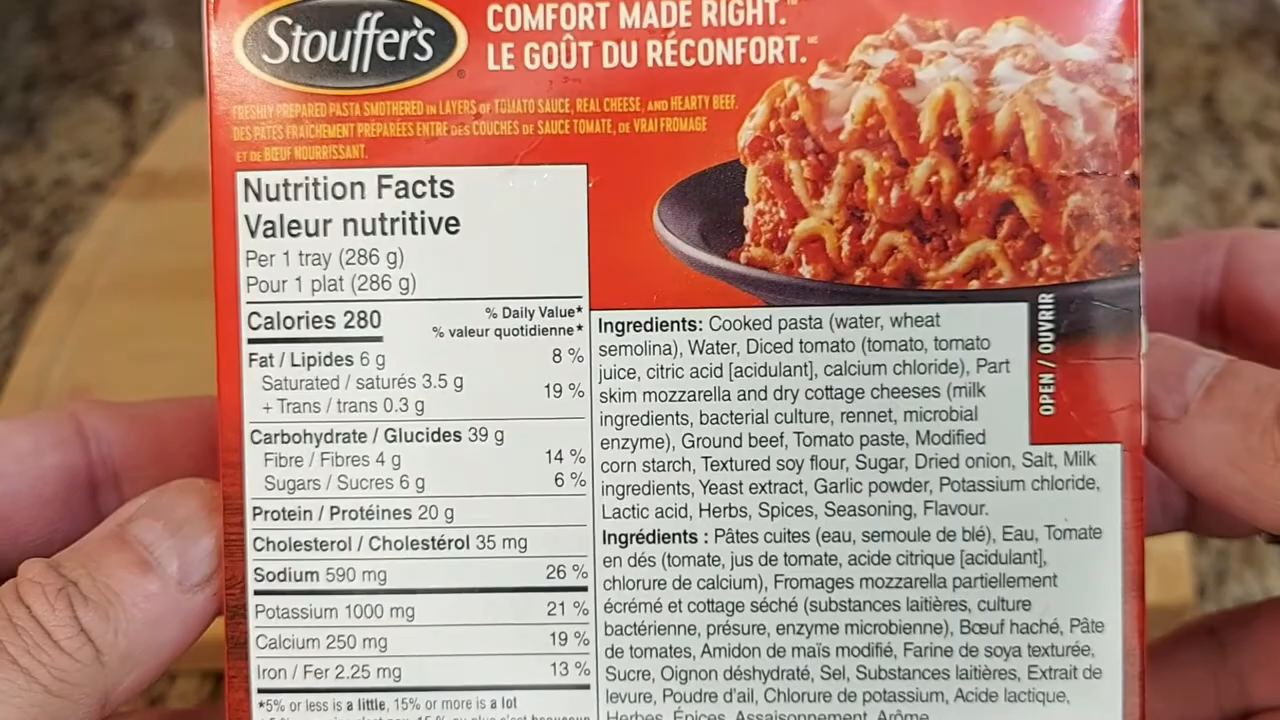 Stouffer's®
COMFORT MADE RIGHT.™
LE GOÛT DU RÉCONFORT.MC
FRESHLY PREPARED PASTA SMOTHERED IN LAYERS OF TOMATO SAUCE, REAL CHEESE, AND HEARTY BEEF.
DES PÂTES FRAÎCHEMENT PRÉPARÉES ENTRE DES COUCHES DE SAUCE TOMATE, DE VRAI FROMAGE
ET DE BŒUF NOURRISSANT.
Nutrition Facts
Valeur nutritive
Per 1 tray (286 g)
Pour 1 plat (286 g)
Calories 280
% Daily Value*
% valeur quotidienne*
Fat / Lipides 6 g 8 %
Saturated / saturés 3.5 g
+ Trans / trans 0.3 g 19 %
Carbohydrate / Glucides 39 g
Fibre / Fibres 4 g 14 %
Sugars / Sucres 6 g 6 %
Protein / Protéines 20 g
Cholesterol / Cholestérol 35 mg
Sodium 590 mg 26 %
Potassium 1000 mg 21 %
Calcium 250 mg 19 %
Iron / Fer 2.25 mg 13 %
*5% or less is a little, 15% or more is a lot
OPEN / OUVRIR
Ingredients: Cooked pasta (water, wheat
semolina), Water, Diced tomato (tomato, tomato
juice, citric acid [acidulant], calcium chloride), Part
skim mozzarella and dry cottage cheeses (milk
ingredients, bacterial culture, rennet, microbial
enzyme), Ground beef, Tomato paste, Modified
corn starch, Textured soy flour, Sugar, Dried onion, Salt, Milk
ingredients, Yeast extract, Garlic powder, Potassium chloride,
Lactic acid, Herbs, Spices, Seasoning, Flavour.
Ingrédients : Pâtes cuites (eau, semoule de blé), Eau, Tomate
en dés (tomate, jus de tomate, acide citrique [acidulant],
chlorure de calcium), Fromages mozzarella partiellement
écrémé et cottage séché (substances laitières, culture
bactérienne, présure, enzyme microbienne), Bœuf haché, Pâte
de tomates, Amidon de maïs modifié, Farine de soya texturée,
Sucre, Oignon déshydraté, Sel, Substances laitières, Extrait de
levure, Poudre d'ail, Chlorure de potassium, Acide lactique,
Herbes, Épices, Assaisonnement, Arôme.